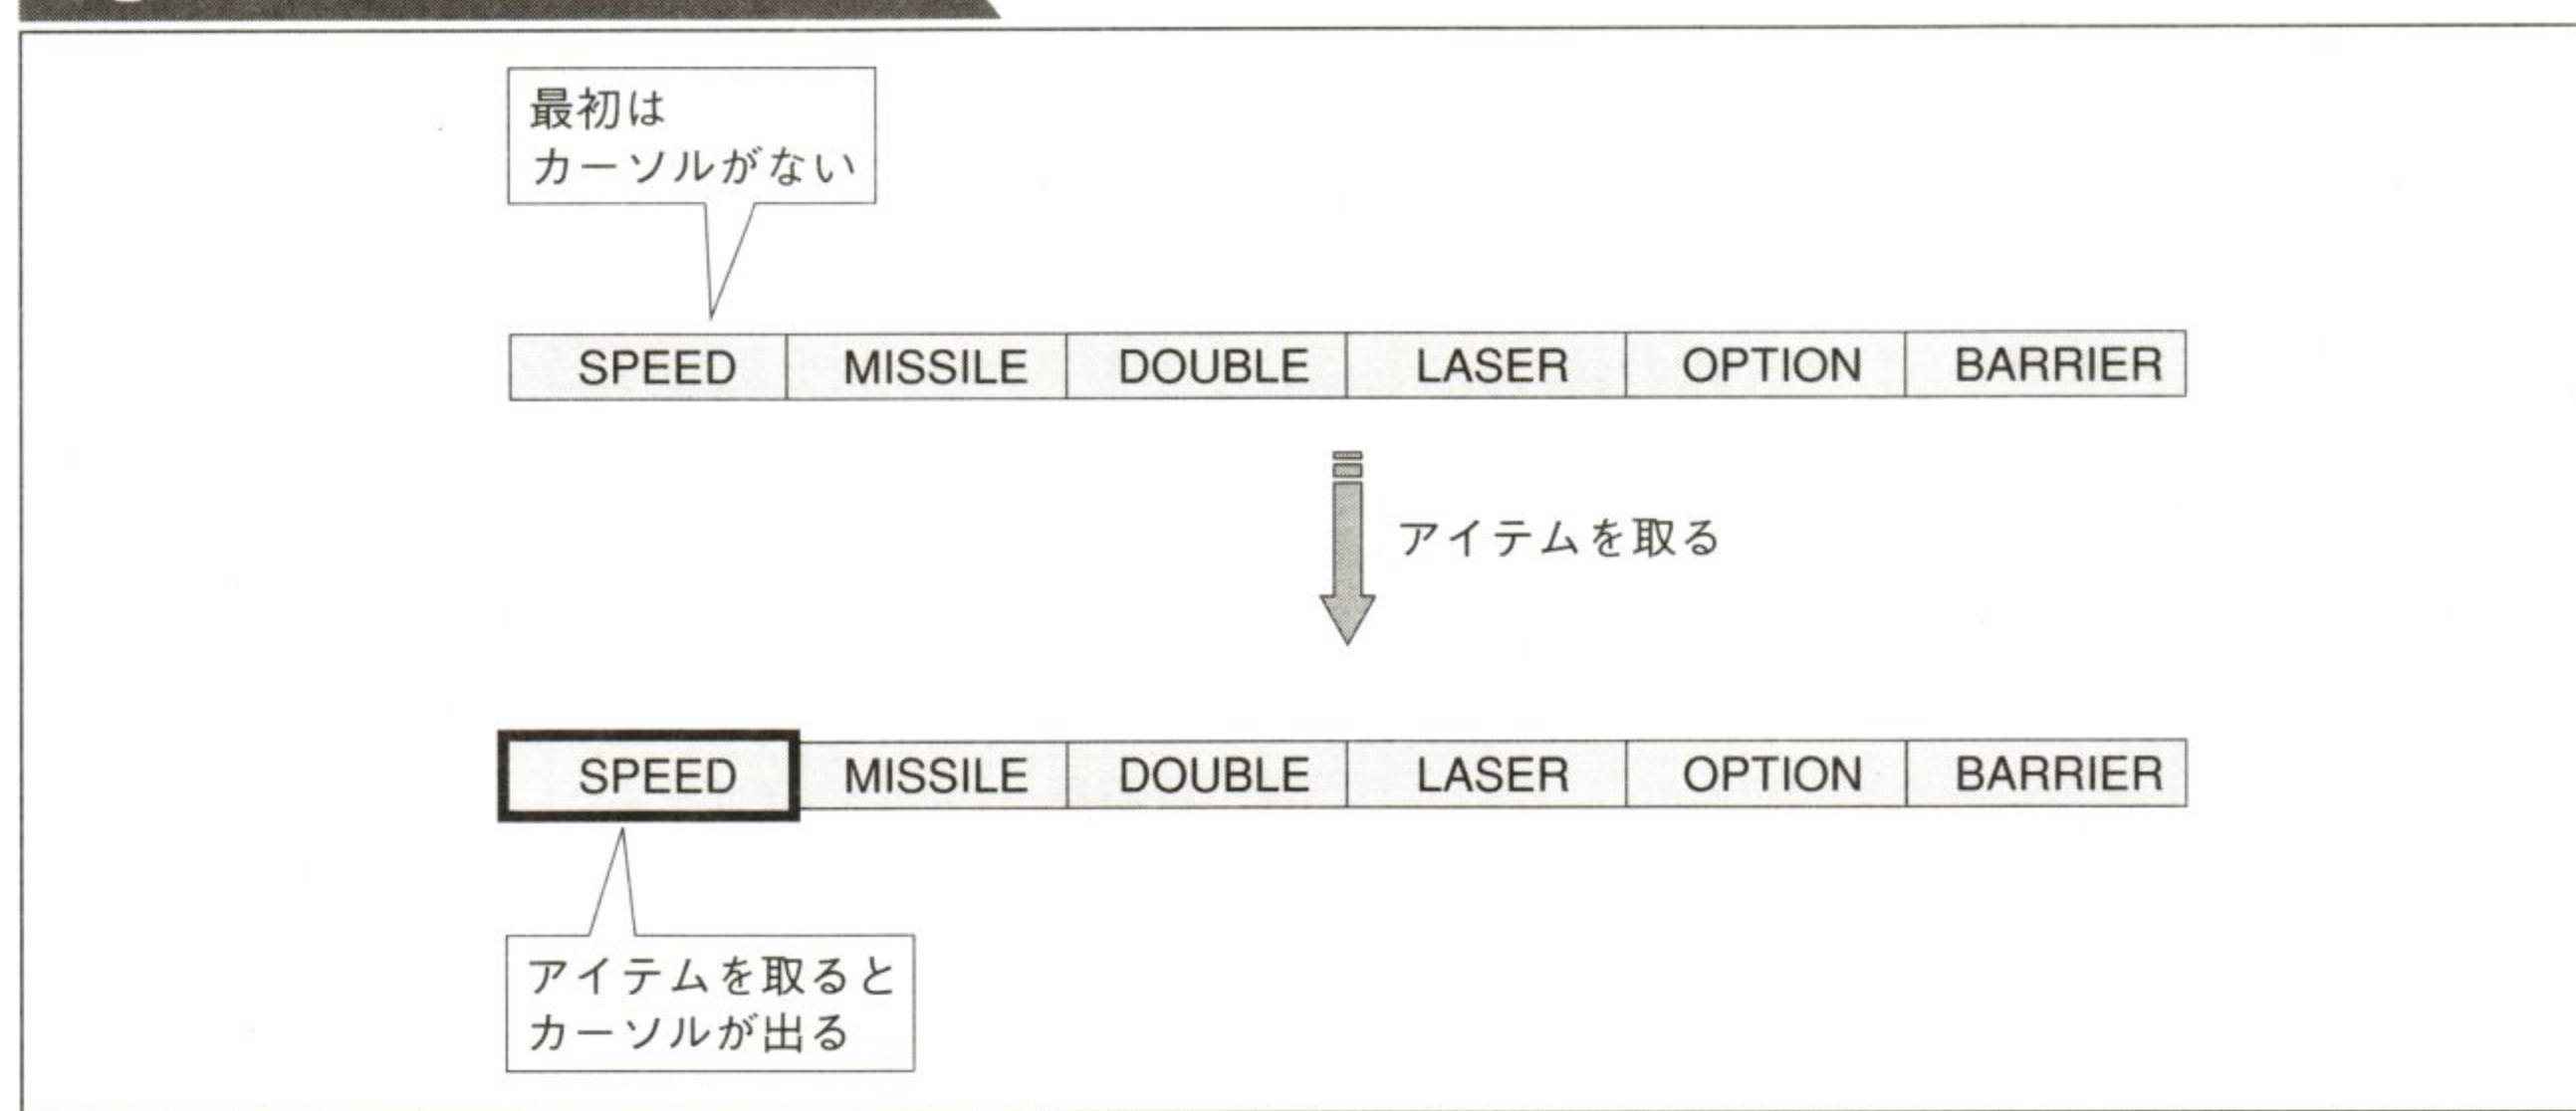 最初は
カーソルがない
SPEED MISSILE DOUBLE LASER OPTION BARRIER
アイテムを取る
SPEED MISSILE DOUBLE LASER OPTION BARRIER
アイテムを取ると
カーソルが出る